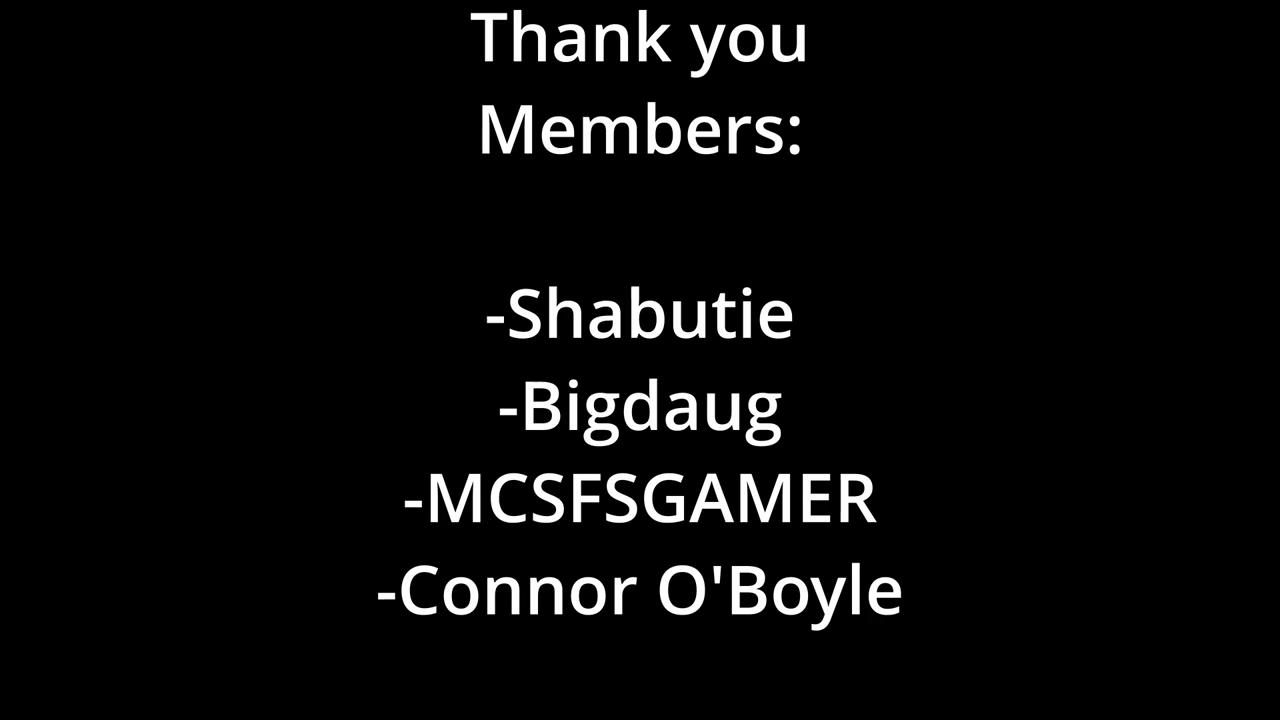 Thank you
Members:
-Shabutie
-Bigdaug
-MCSFSGAMER
-Connor O'Boyle